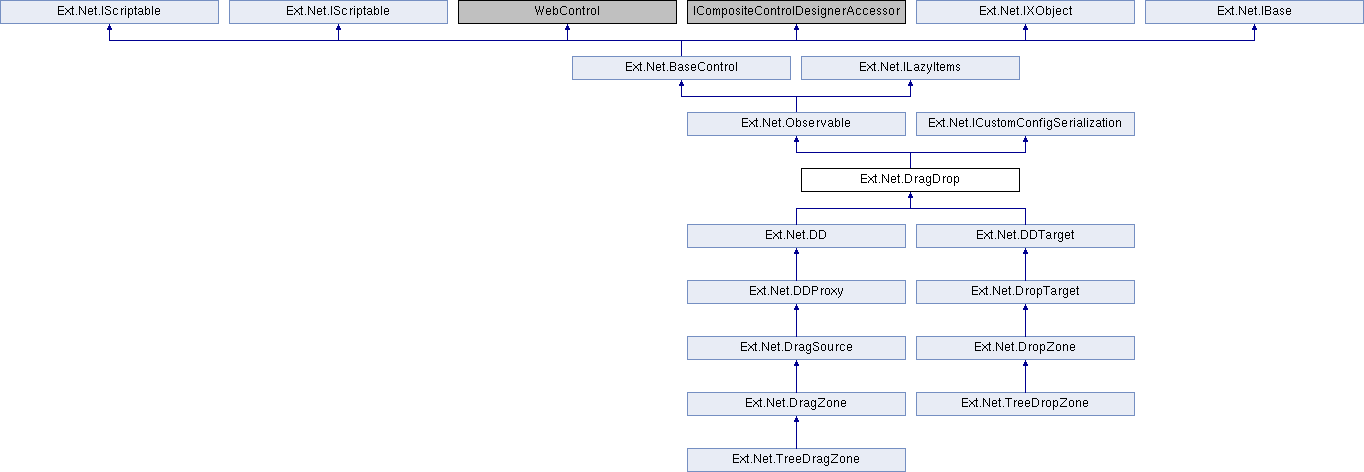 Ext.Net.IScriptable
Ext.Net.IScriptable
WebControl
ICompositeControlDesignerAccessor
Ext.Net.IXObject
Ext.Net.IBase
Ext.Net.BaseControl
Ext.Net.ILazyItems
Ext.Net.Observable
Ext.Net.ICustomConfigSerialization
Ext.Net.DragDrop
Ext.Net.DD
Ext.Net.DDTarget
Ext.Net.DDProxy
Ext.Net.DropTarget
Ext.Net.DragSource
Ext.Net.DropZone
Ext.Net.DragZone
Ext.Net.TreeDropZone
Ext.Net.TreeDragZone